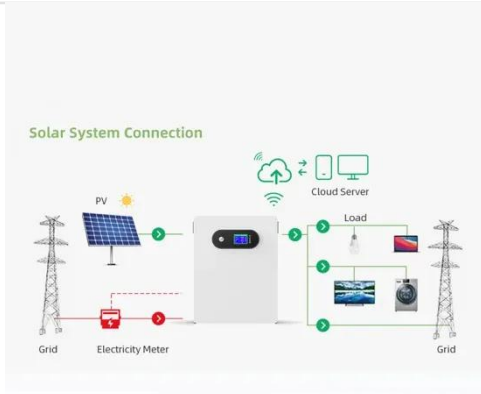 Solar System Connection
Cloud Server
PV
Load
Grid
Electricity Meter
Grid